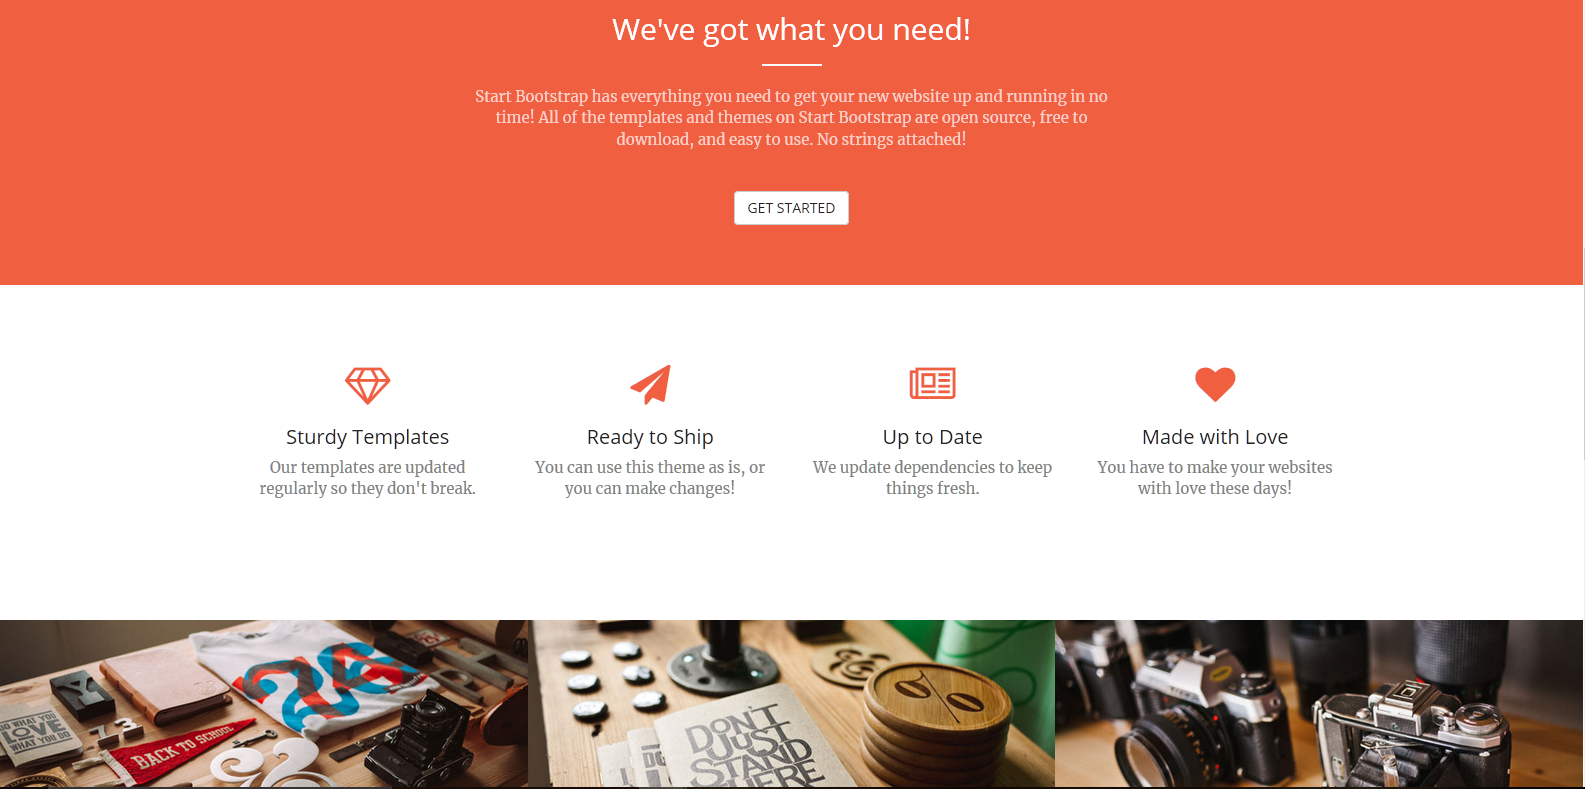 We've got what you need!
Start Bootstrap has everything you need to get your new website up and running in no
time! All of the templates and themes on Start Bootstrap are open source, free to
download, and easy to use. No strings attached!
GET STARTED
Sturdy Templates
Our templates are updated
regularly so they don't break.
Ready to Ship
You can use this theme as is, or
you can make changes!
Up to Date
We update dependencies to keep
things fresh.
Made with Love
You have to make your websites
with love these days!
DO WHAT YOU
LOVE
WHAT YOU DO
BACK TO SCHOOL
&
%
DON'T
JUST
STAND
HERE